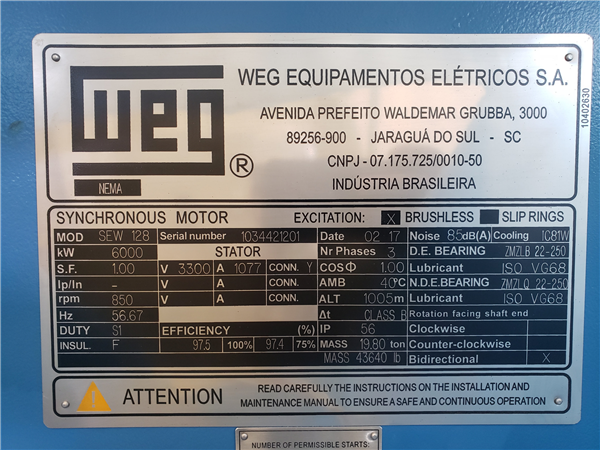 weg ®
NEMA
WEG EQUIPAMENTOS ELÉTRICOS S.A.
AVENIDA PREFEITO WALDEMAR GRUBBA, 3000
89256-900 - JARAGUÁ DO SUL - SC
CNPJ - 07.175.725/0010-50
INDÚSTRIA BRASILEIRA
10402630
SYNCHRONOUS MOTOR EXCITATION: X BRUSHLESS SLIP RINGS
MOD SEW 128 Serial number 1034421201 Date 02 17 Noise 85dB(A) Cooling IC81W
kW 6000 STATOR Nr Phases 3 D.E. BEARING ZMZLB 22-250
S.F. 1.00 V 3300 A 1077 CONN. Y COSΦ 1.00 Lubricant ISO VG68
Ip/In - V A CONN. AMB 40°C N.D.E.BEARING ZMZLQ 22-250
rpm 850 V A CONN. ALT 1005m Lubricant ISO VG68
Hz 56.67 Δt CLASS B Rotation facing shaft end
DUTY S1 EFFICIENCY (%) IP 56 Clockwise
INSUL. F 97.5 100% 97.4 75% MASS 19.80 ton Counter-clockwise
MASS 43640 lb Bidirectional X
ATTENTION
READ CAREFULLY THE INSTRUCTIONS ON THE INSTALLATION AND
MAINTENANCE MANUAL TO ENSURE A SAFE AND CONTINUOUS OPERATION
NUMBER OF PERMISSIBLE STARTS: